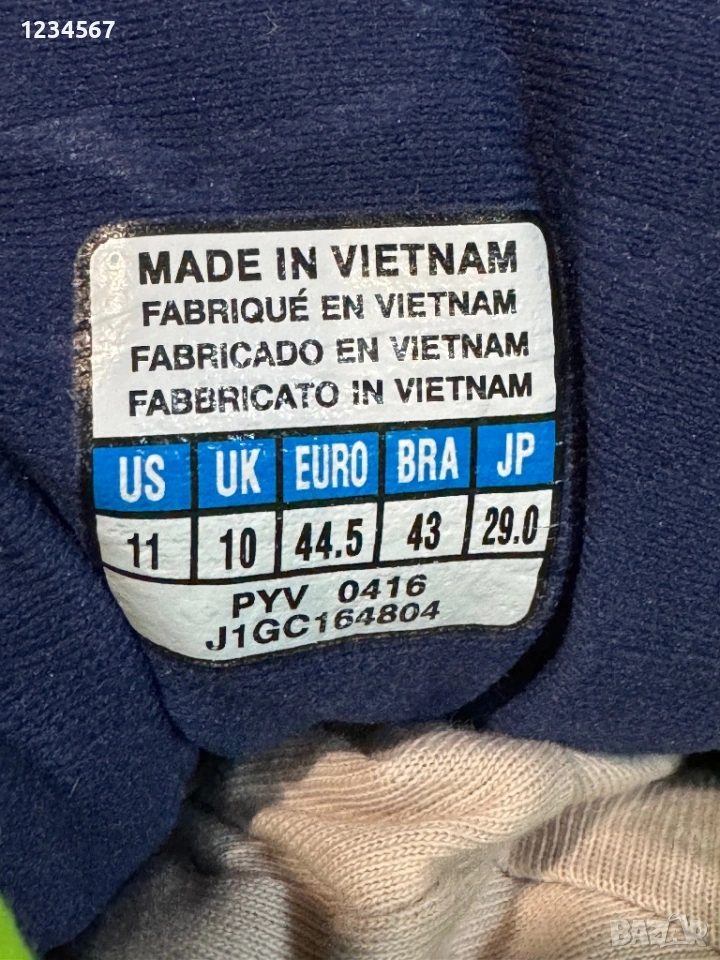 1234567
MADE IN VIETNAM
FABRIQUÉ EN VIETNAM
FABRICADO EN VIETNAM
FABBRICATO IN VIETNAM
US UK EURO BRA JP
11 10 44.5 43 29.0
PYV 0416
J1GC164804
BAZAR